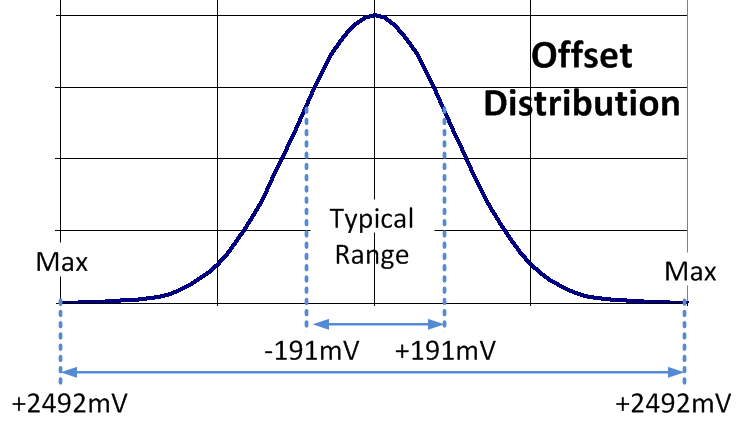 Offset
Distribution
Typical
Range
Max
Max
-191mV
+191mV
+2492mV
+2492mV